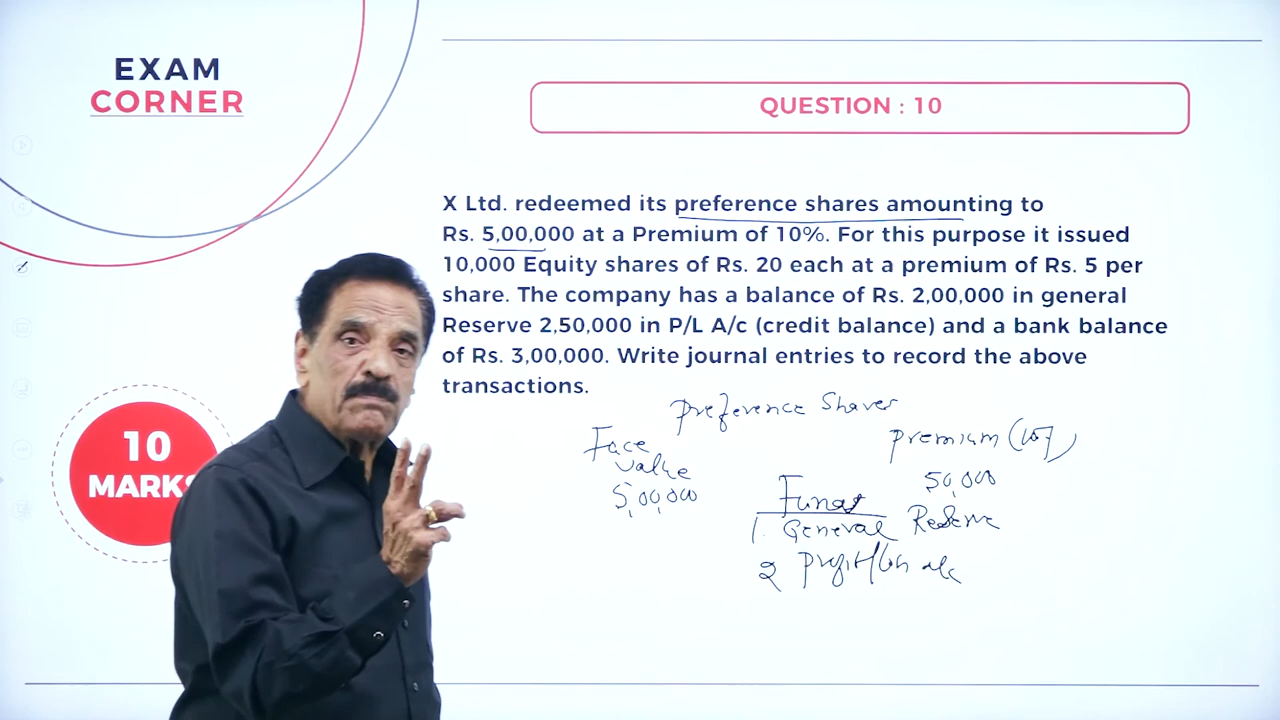 EXAM
CORNER
QUESTION : 10
X Ltd. redeemed its preference shares amounting to
Rs. 5,00,000 at a Premium of 10%. For this purpose it issued
10,000 Equity shares of Rs. 20 each at a premium of Rs. 5 per
share. The company has a balance of Rs. 2,00,000 in general
Reserve 2,50,000 in P/L A/c (credit balance) and a bank balance
of Rs. 3,00,000. Write journal entries to record the above
transactions.
preference Shares
Face
value
5,00,000
premium (10%)
50,000
Funds
1. General Reserve
2 Profit/loss a/c
10
MARKS